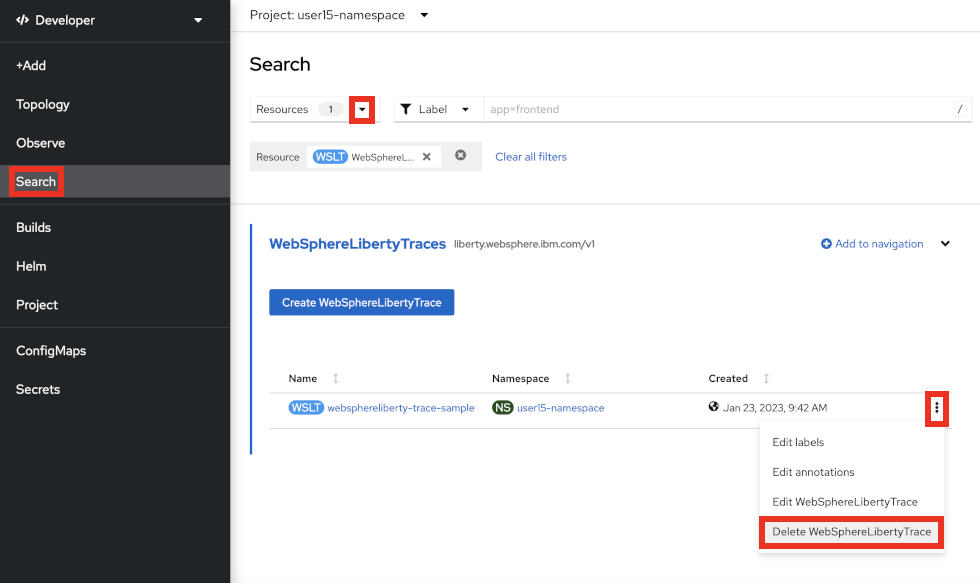 Developer
+Add
Topology
Observe
Search
Builds
Helm
Project
ConfigMaps
Secrets
Project: user15-namespace
Search
Resources 1
Label app=frontend /
Resource WSLT WebSphereL... Clear all filters
WebSphereLibertyTraces liberty.websphere.ibm.com/v1 Add to navigation
Create WebSphereLibertyTrace
Name Namespace Created
WSLT websphereliberty-trace-sample NS user15-namespace Jan 23, 2023, 9:42 AM
Edit labels
Edit annotations
Edit WebSphereLibertyTrace
Delete WebSphereLibertyTrace